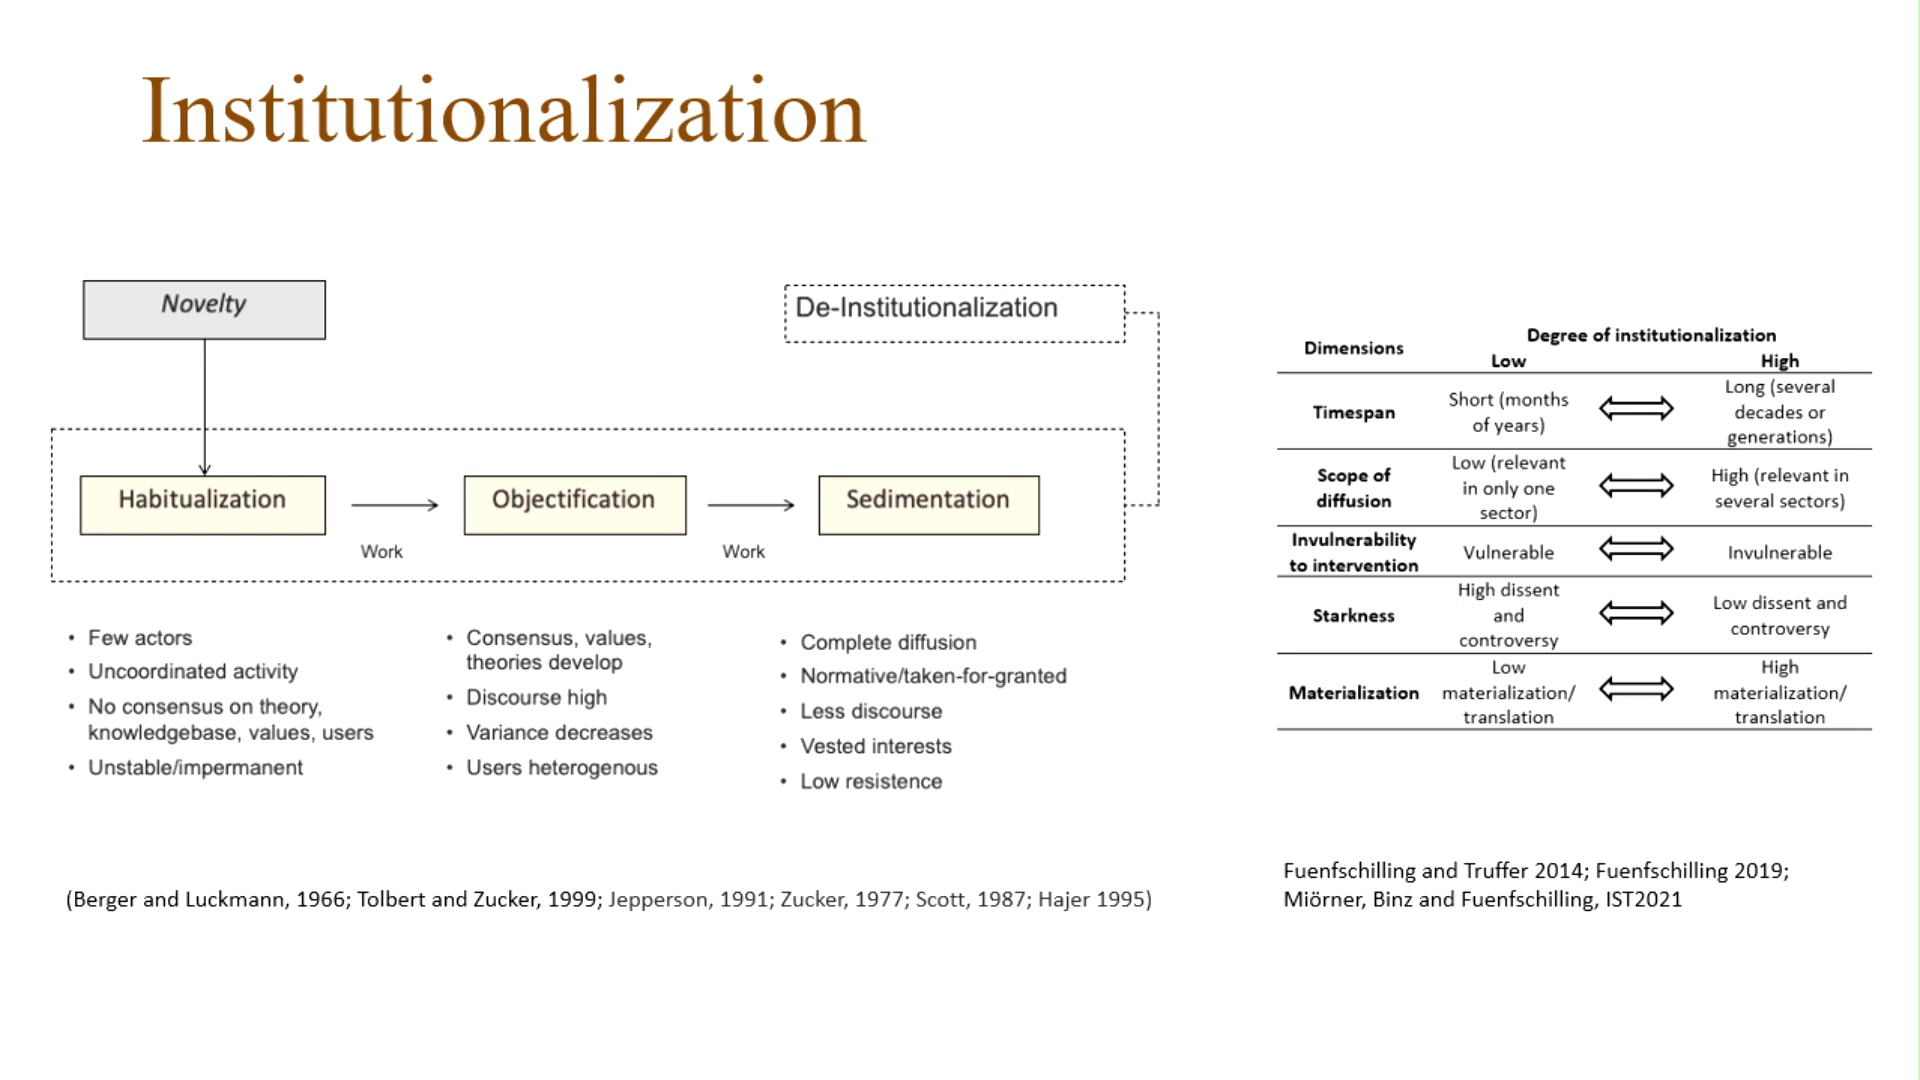 Institutionalization
Novelty
De-Institutionalization
Habitualization
Objectification
Sedimentation
Work
Work
• Few actors
• Uncoordinated activity
• No consensus on theory,
knowledgebase, values, users
• Unstable/impermanent
• Consensus, values,
theories develop
• Discourse high
• Variance decreases
• Users heterogenous
• Complete diffusion
• Normative/taken-for-granted
• Less discourse
• Vested interests
• Low resistence
(Berger and Luckmann, 1966; Tolbert and Zucker, 1999; Jepperson, 1991; Zucker, 1977; Scott, 1987; Hajer 1995)
Dimensions
Degree of institutionalization
Low
High
Timespan
Short (months
of years)
Long (several
decades or
generations)
Scope of
diffusion
Low (relevant
in only one
sector)
High (relevant in
several sectors)
Invulnerability
to intervention
Vulnerable
Invulnerable
Starkness
High dissent
and
controversy
Low dissent and
controversy
Materialization
Low
materialization/
translation
High
materialization/
translation
Fuenfschilling and Truffer 2014; Fuenfschilling 2019;
Miörner, Binz and Fuenfschilling, IST2021